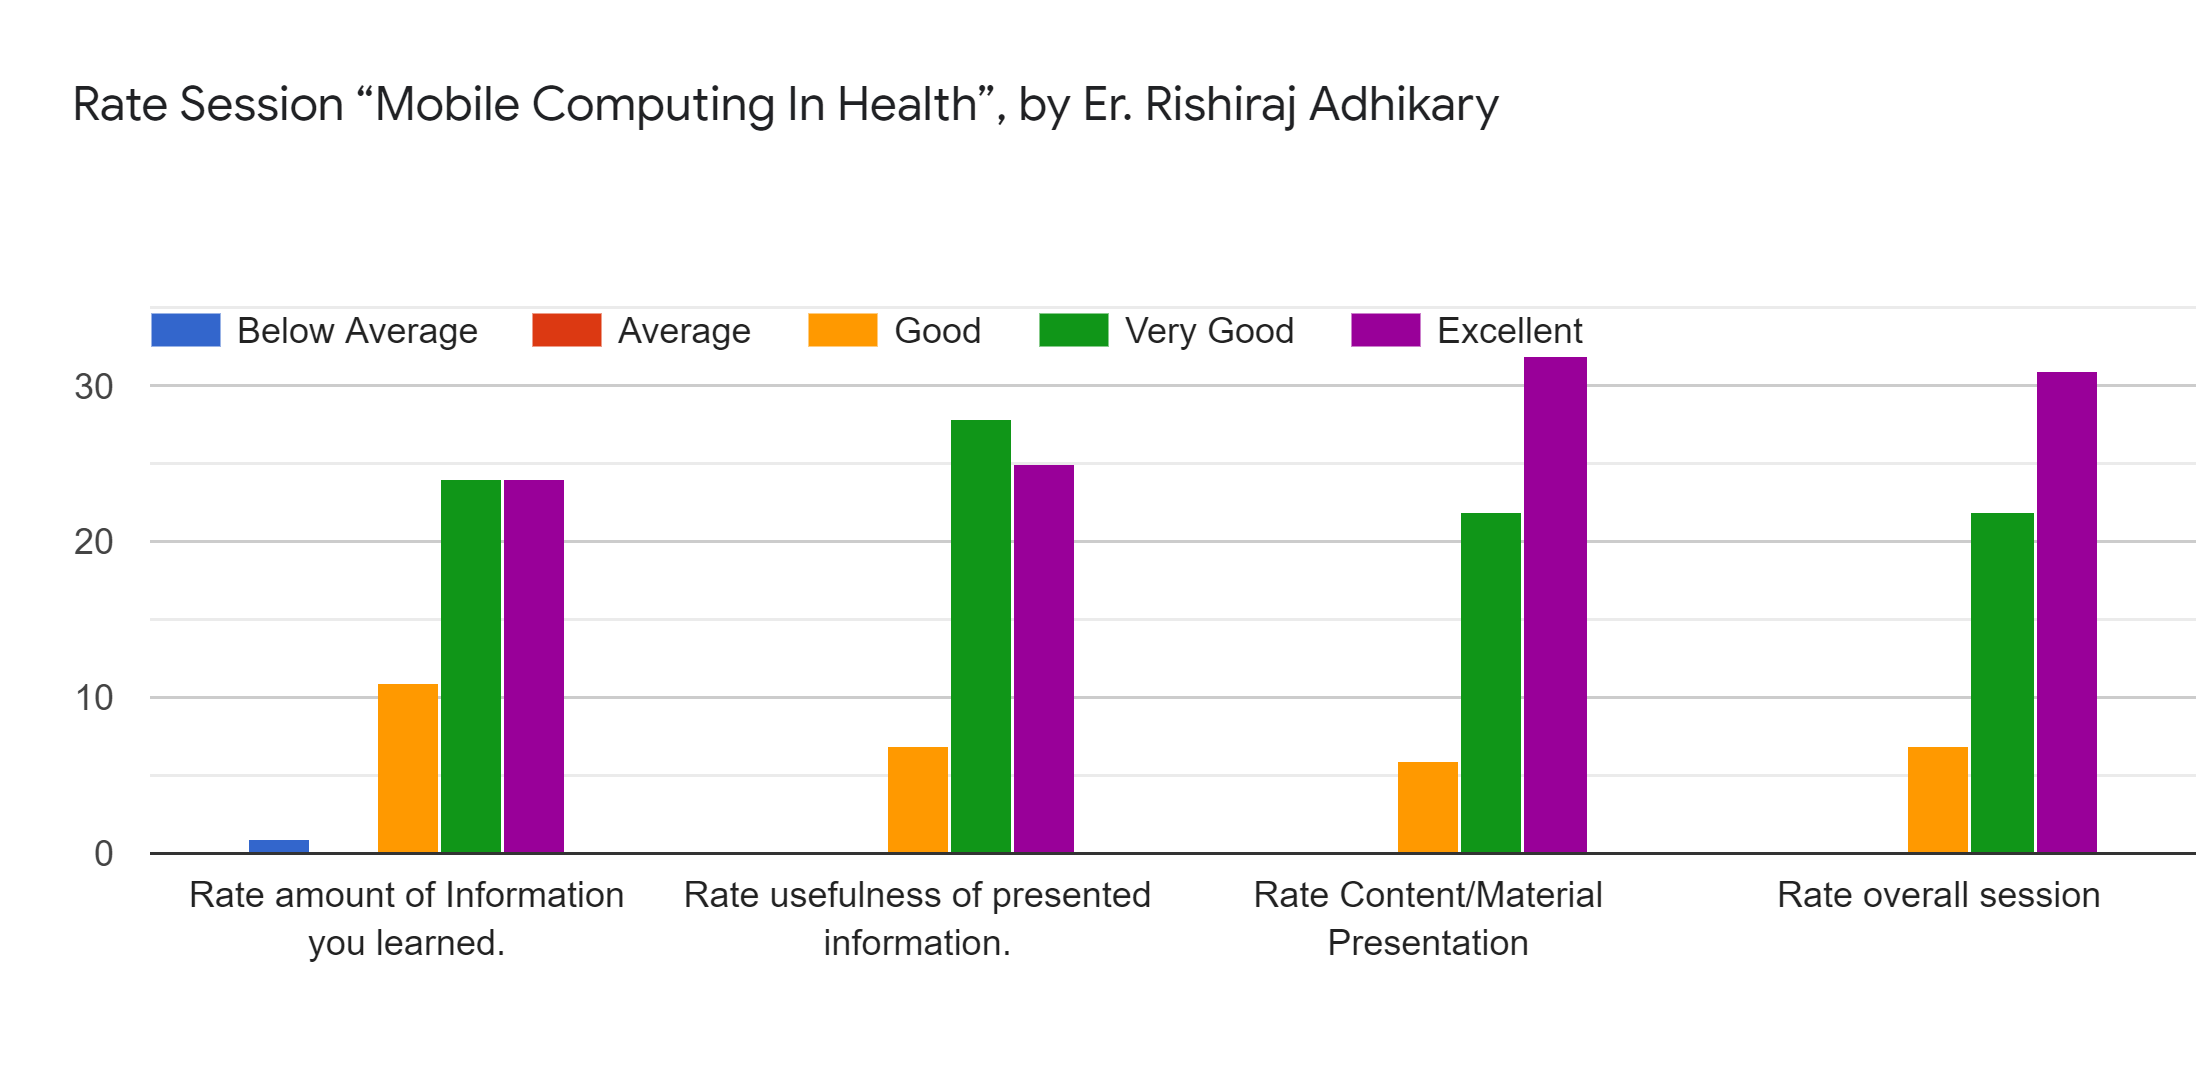 Rate Session “Mobile Computing In Health”, by Er. Rishiraj Adhikary
Below Average
Average
Good
Very Good
Excellent
30
20
10
0
Rate amount of Information
you learned.
Rate usefulness of presented
information.
Rate Content/Material
Presentation
Rate overall session